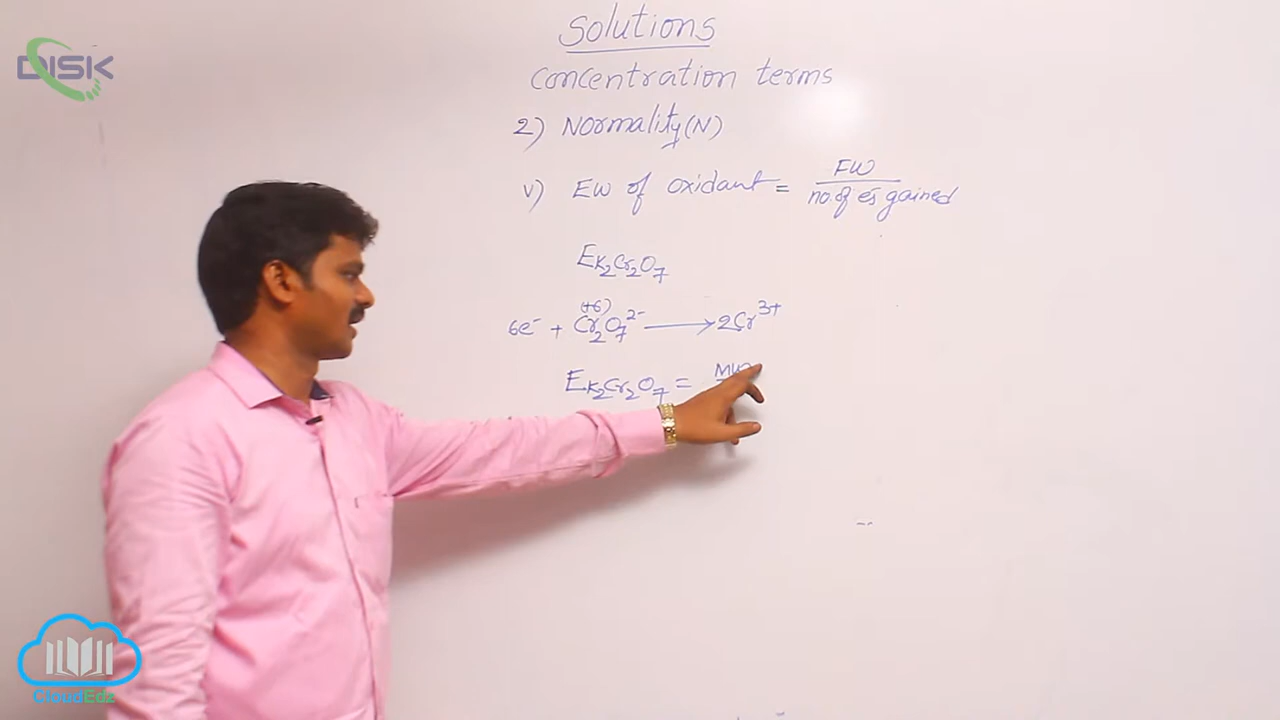 DISK
Solutions
Concentration terms
2) Normality(N)
v) EW of oxidant = FW / no.of e⁻s gained
E K₂Cr₂O₇
(+6)
6e⁻ + Cr₂O₇²⁻ ⟶ 2Cr³⁺
E K₂Cr₂O₇ =
CloudEdz